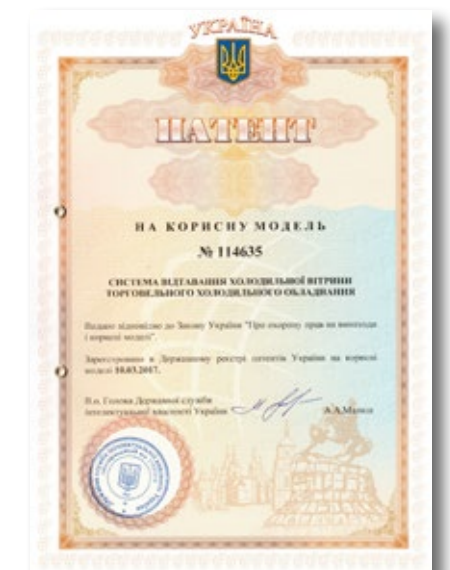 УКРАЇНА
ПАТЕНТ
НА КОРИСНУ МОДЕЛЬ
№ 114635
СИСТЕМА ВІДТАВАННЯ ХОЛОДИЛЬНОЇ ВІТРИНИ
ТОРГОВЕЛЬНОГО ХОЛОДИЛЬНОГО ОБЛАДНАННЯ
Видано відповідно до Закону України "Про охорону прав на винаходи
і корисні моделі".
Зареєстровано в Державному реєстрі патентів України на корисні
моделі 10.03.2017.
В.о. Голова Державної служби
інтелектуальної власності України
А.А.Малиш